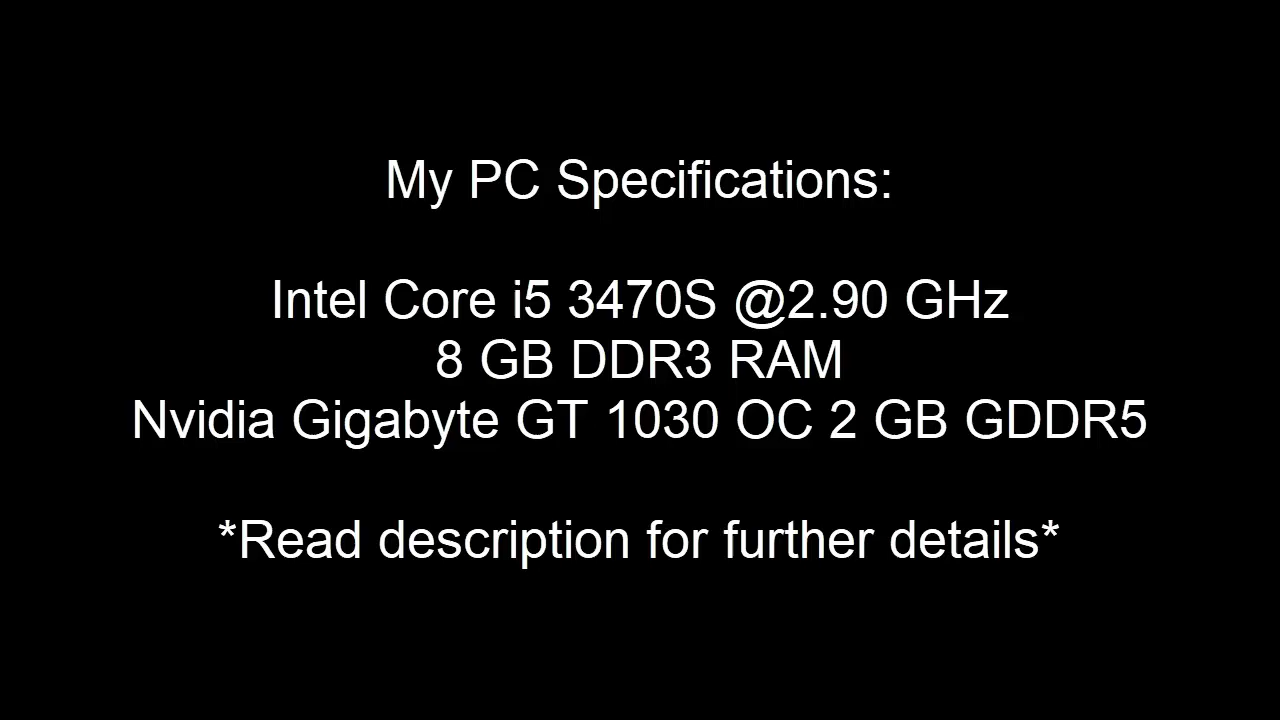 My PC Specifications:
Intel Core i5 3470S @2.90 GHz
8 GB DDR3 RAM
Nvidia Gigabyte GT 1030 OC 2 GB GDDR5
*Read description for further details*